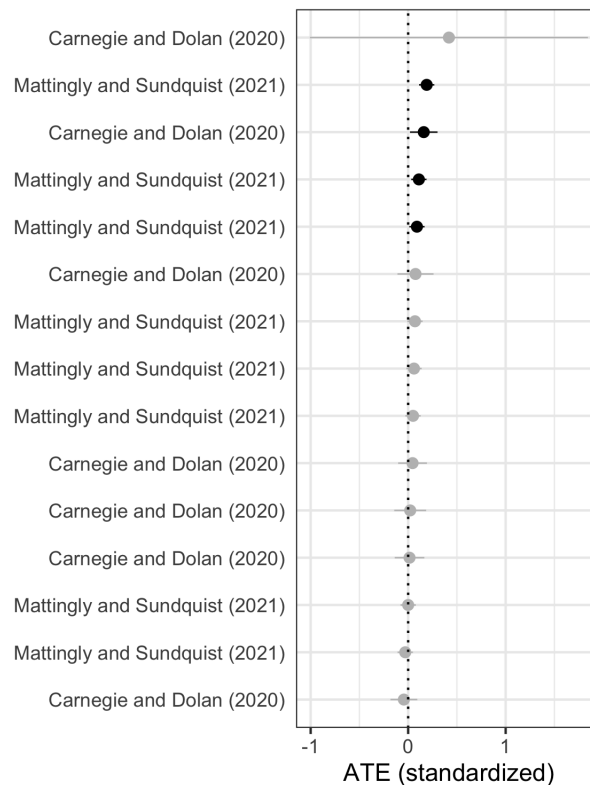 Carnegie and Dolan (2020)
Mattingly and Sundquist (2021)
Carnegie and Dolan (2020)
Mattingly and Sundquist (2021)
Mattingly and Sundquist (2021)
Carnegie and Dolan (2020)
Mattingly and Sundquist (2021)
Mattingly and Sundquist (2021)
Mattingly and Sundquist (2021)
Carnegie and Dolan (2020)
Carnegie and Dolan (2020)
Carnegie and Dolan (2020)
Mattingly and Sundquist (2021)
Mattingly and Sundquist (2021)
Carnegie and Dolan (2020)
-1 0 1
ATE (standardized)